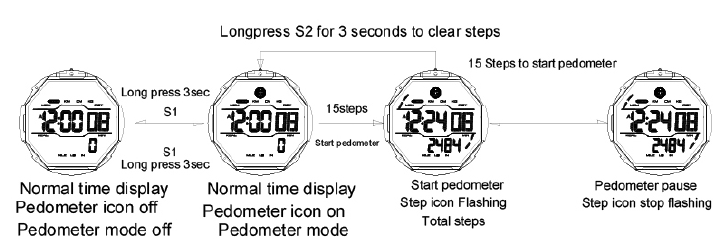 Longpress S2 for 3 seconds to clear steps
15 Steps to start pedometer
Long press 3sec
S1
S1
Long press 3sec
15steps
Start pedometer
12:00 08
0
12:00 08
0
12:24 08
2484
12:24 08
2484
Normal time display
Pedometer icon off
Pedometer mode off
Normal time display
Pedometer icon on
Pedometer mode
Start pedometer
Step icon Flashing
Total steps
Pedometer pause
Step icon stop flashing